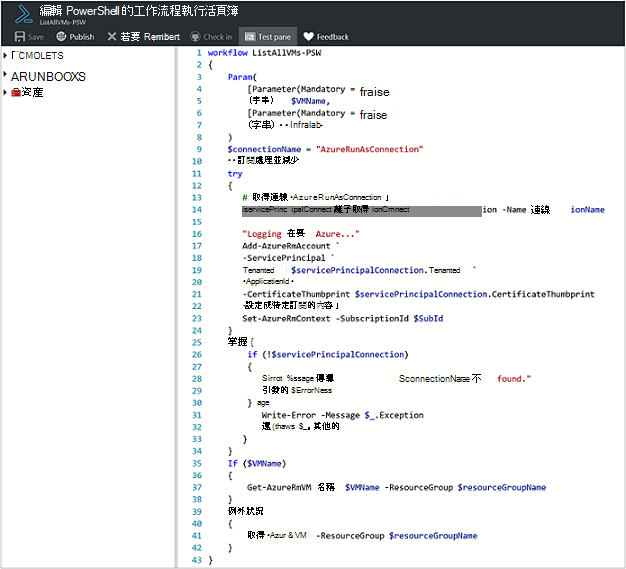 編輯 PowerShell 的工作流程執行活頁簿
ListAllVMs-PSW
Save Publish 若要 Rembert Check in Test pane Feedback
CMDLETS
ARUNBOOXS
資產
1 workflow ListAllVMs-PSW
2 {
3 Param(
4 [Parameter(Mandatory = fraise
5 (字串) $VMName,
6 [Parameter(Mandatory = fraise
7 (字串) Infralab-
8 )
9 $connectionName = "AzureRunAsConnection"
10 訂閱處理並減少
11 try
12 {
13 # 取得連線 AzureRunAsConnection 」
14 servicePrinc ipalConnect 離子取得 ionCmnect ion -Name 連線 ionName
15
16 "Logging 在要 Azure..."
17 Add-AzureRmAccount `
18 -ServicePrincipal `
19 Tenanted $servicePrincipalConnection.Tenanted `
20 ApplicatienId
21 -CertificateThumbprint $servicePrincipalConnection.CertificateThumbprint
22 設定成特定訂閱的內容」
23 Set-AzureRmContext -SubscriptionId $SubId
24 }
25 掌握 {
26 if (!$servicePrincipalConnection)
27 {
28 Sirrot %ssage 傳導 SconnectionName 不 found."
29 引發的 $ErrorNess
30 } age
31 Write-Error -Message $_.Exception
32 還 (thaws $_。其他的
33 }
34 }
35 If ($VMName)
36 {
37 Get-AzureRmVM 名稱 $VMName -ResourceGroup $resourceGroupName
38 }
39 例外狀況
40 {
41 取得 Azur & VM -ResourceGroup $resourceGroupName
42 }
43 }